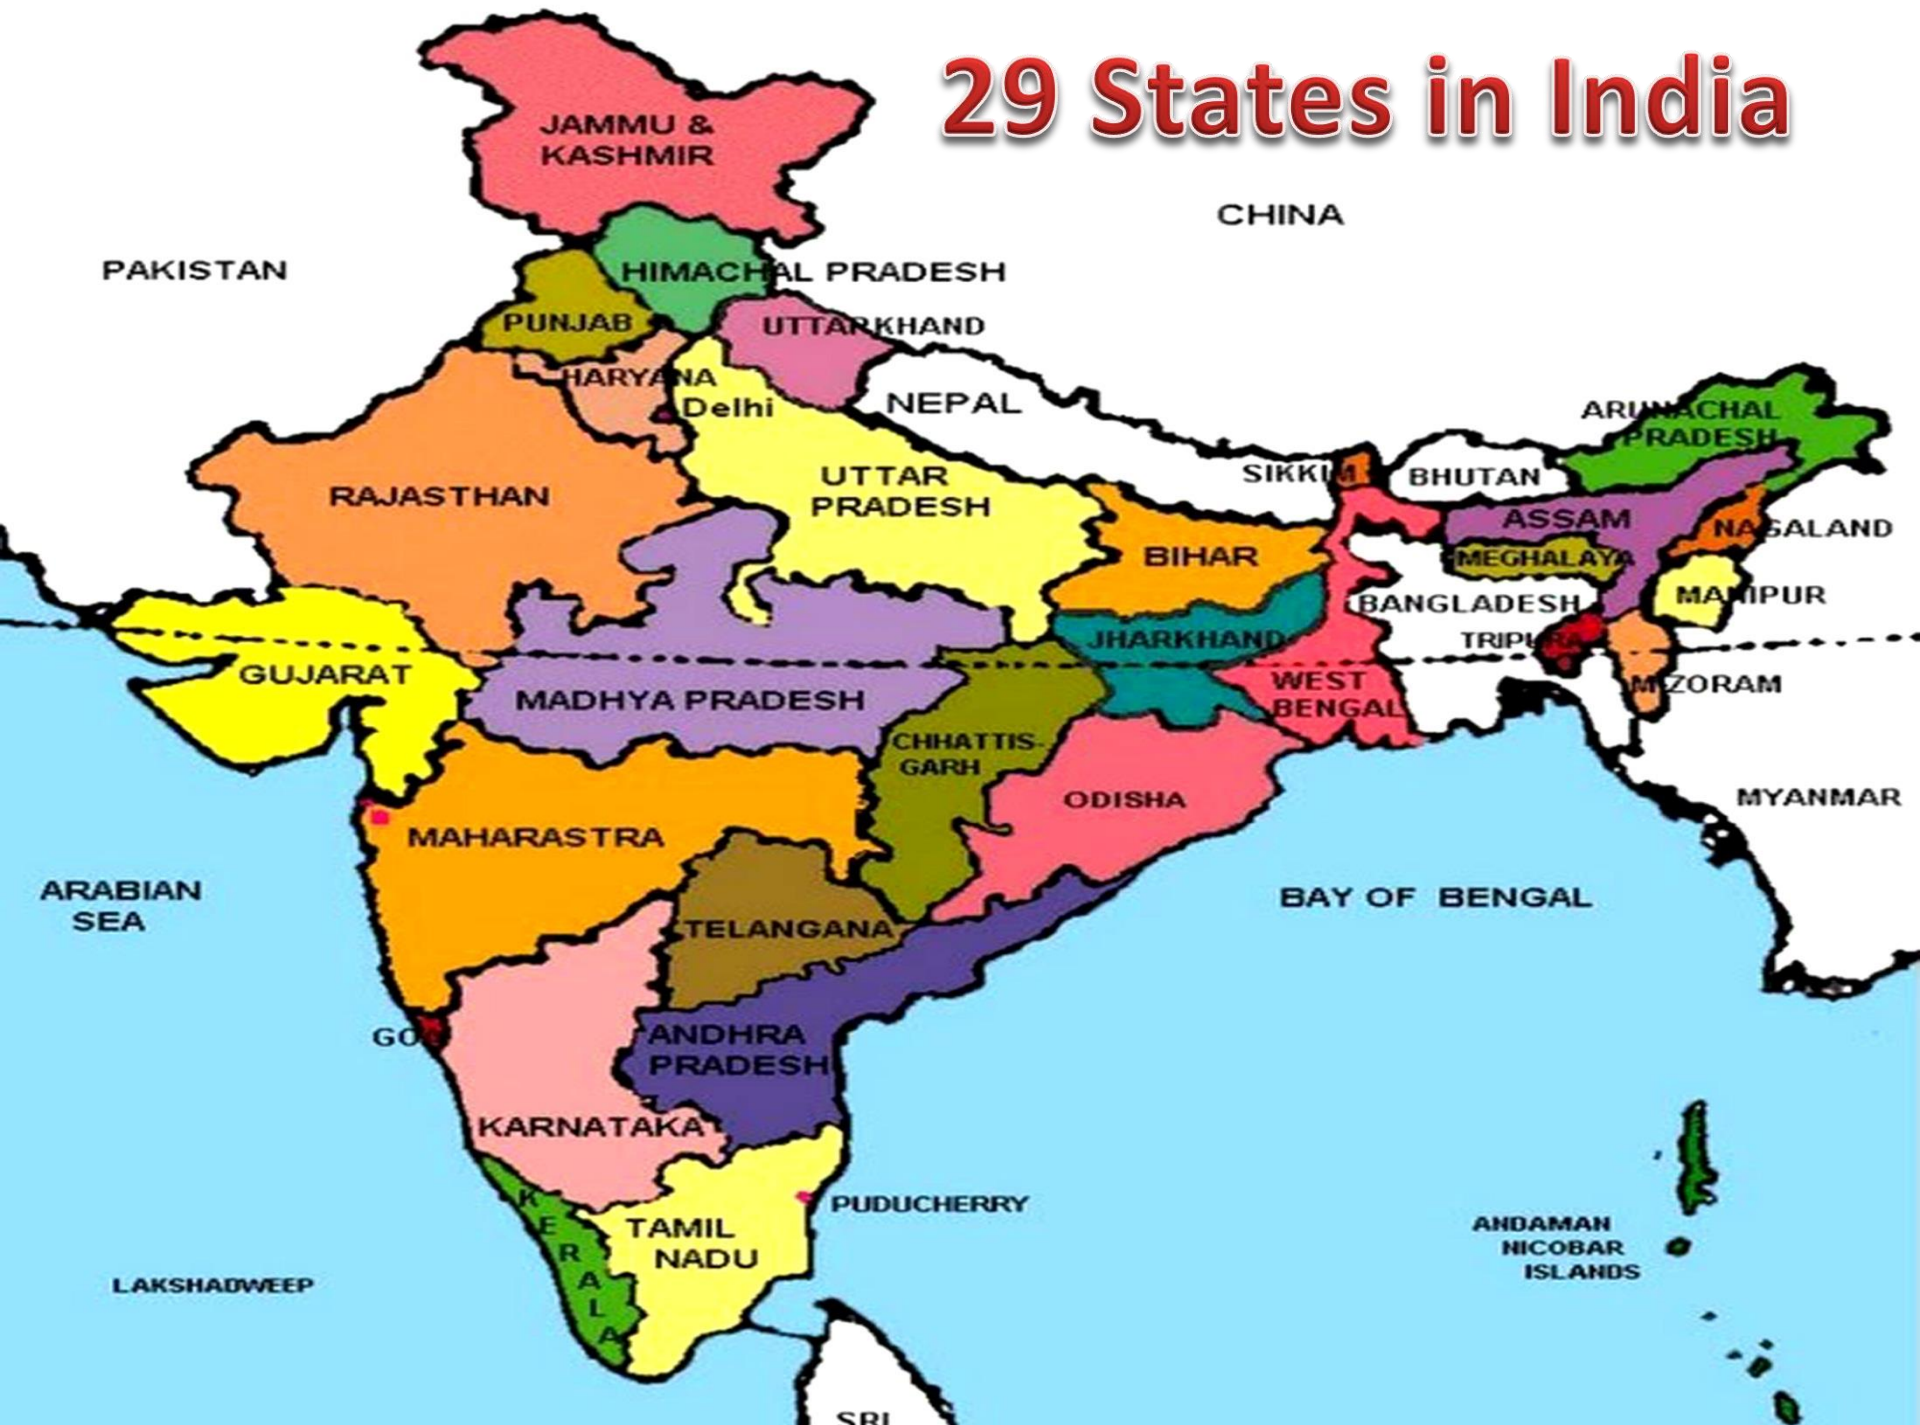 29 States in India
JAMMU &
KASHMIR
CHINA
PAKISTAN
HIMACHAL PRADESH
PUNJAB
UTTARKHAND
HARYANA
Delhi
NEPAL
ARUNACHAL
PRADESH
SIKKIM
BHUTAN
RAJASTHAN
UTTAR
PRADESH
ASSAM
NAGALAND
BIHAR
MEGHALAYA
MANIPUR
BANGLADESH
JHARKHAND
TRIPURA
GUJARAT
MADHYA PRADESH
WEST
BENGAL
MIZORAM
CHHATTIS-
GARH
ODISHA
MYANMAR
MAHARASTRA
ARABIAN
SEA
BAY OF BENGAL
TELANGANA
GOA
ANDHRA
PRADESH
KARNATAKA
KERALA
PUDUCHERRY
TAMIL
NADU
ANDAMAN
NICOBAR
ISLANDS
LAKSHADWEEP
SRI